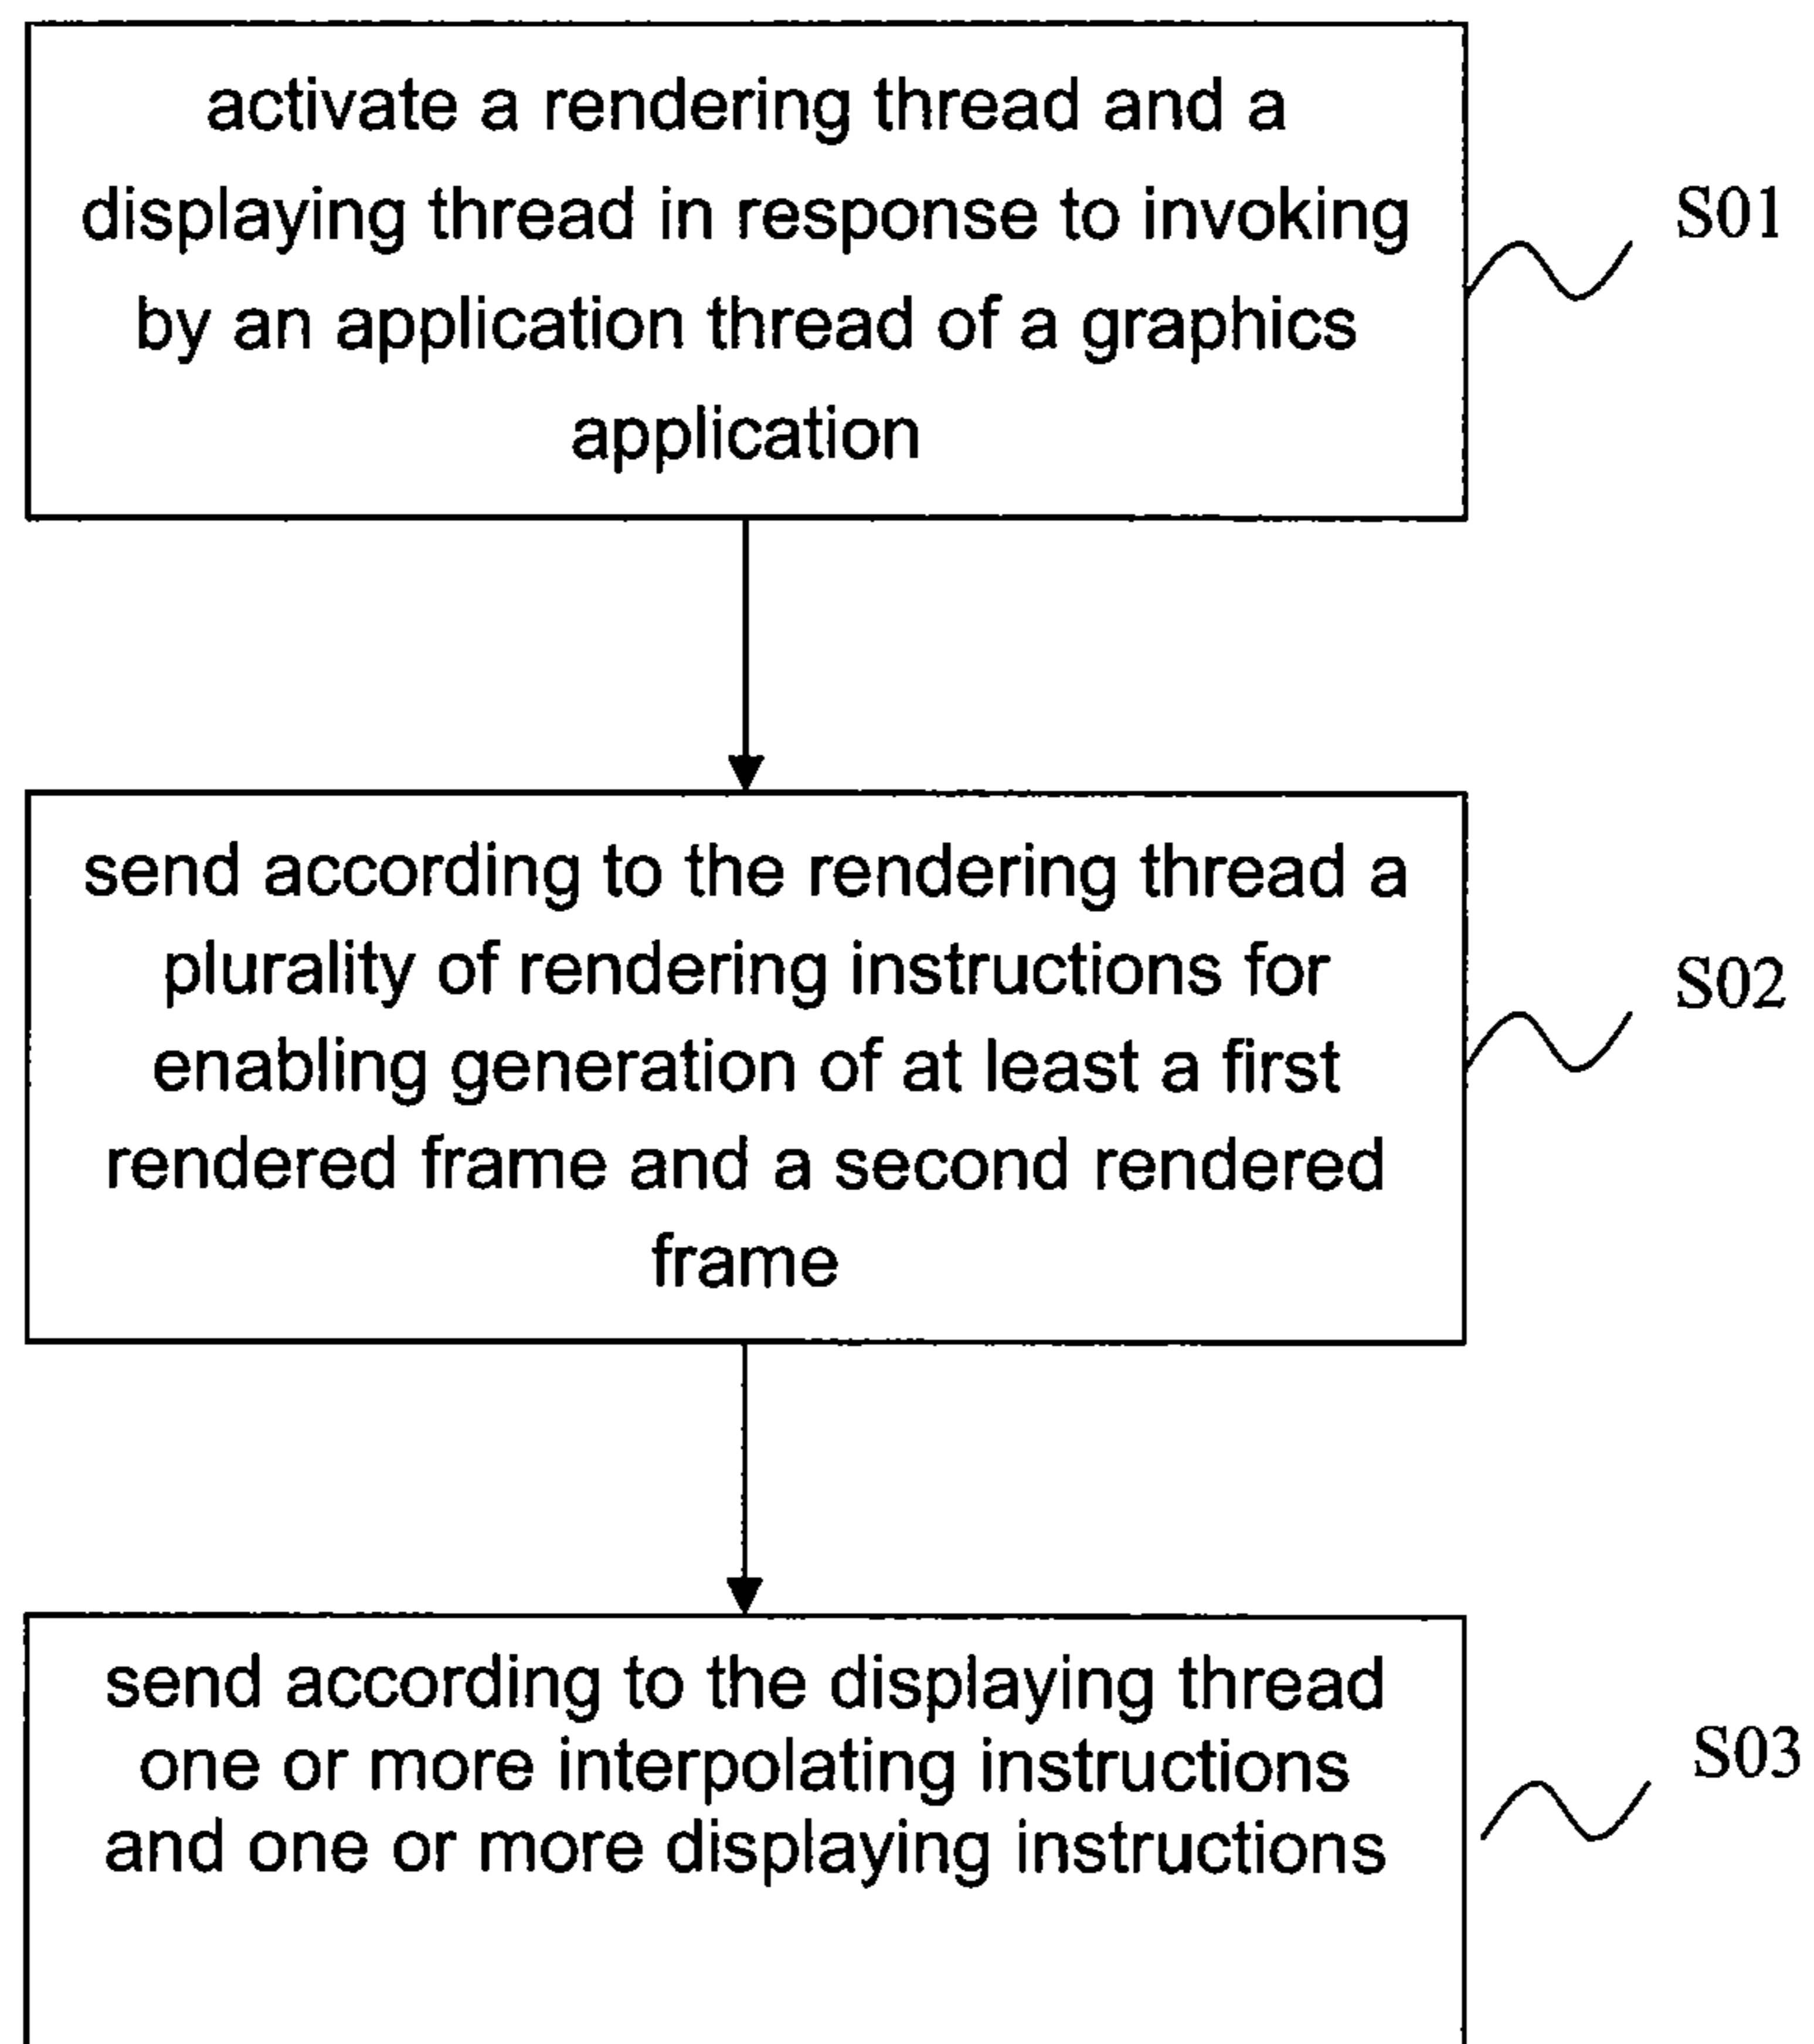 activate a rendering thread and a
displaying thread in response to invoking
by an application thread of a graphics
application
S01
send according to the rendering thread a
plurality of rendering instructions for
enabling generation of at least a first
rendered frame and a second rendered
frame
S02
send according to the displaying thread
one or more interpolating instructions
and one or more displaying instructions
S03